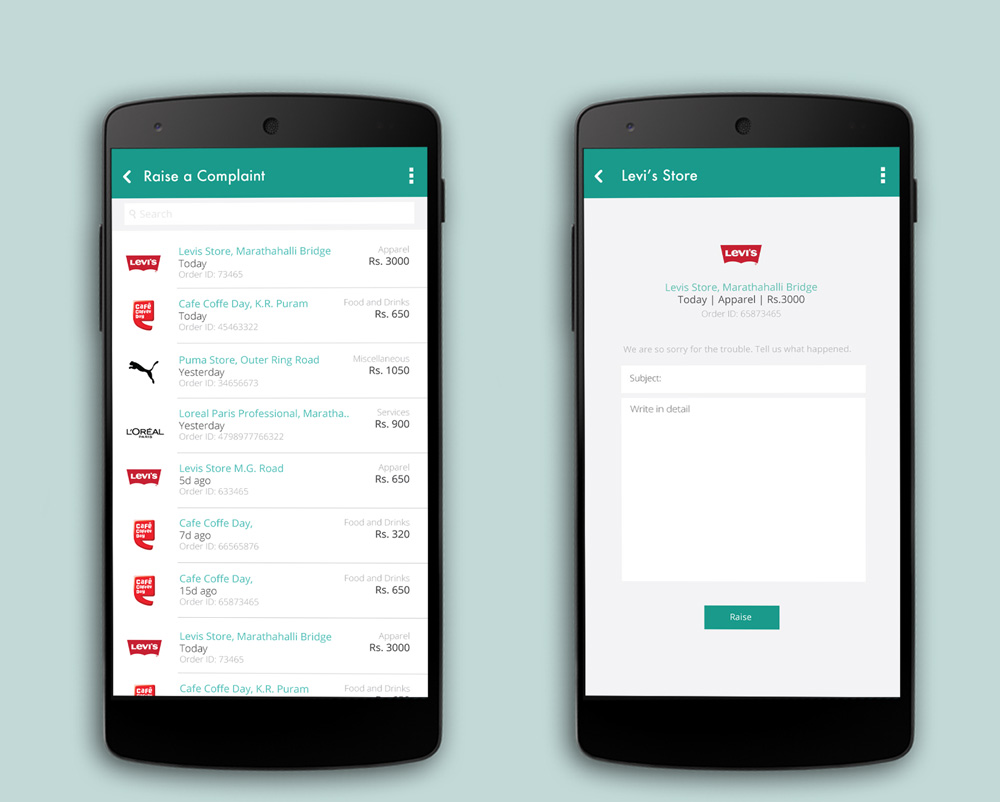 Raise a Complaint
Search
LEVI'S
Levis Store, Marathahalli Bridge
Apparel
Today
Rs. 3000
Order ID: 73465
Café Coffee Day
Cafe Coffe Day, K.R. Puram
Food and Drinks
Today
Rs. 650
Order ID: 45463322
Puma Store, Outer Ring Road
Miscellaneous
Yesterday
Rs. 1050
Order ID: 34656673
L'ORÉAL
PARIS
Loreal Paris Professional, Maratha..
Services
Yesterday
Rs. 900
Order ID: 4798977766322
LEVI'S
Levis Store M.G. Road
Apparel
5d ago
Rs. 650
Order ID: 633465
Café Coffee Day
Cafe Coffe Day,
Food and Drinks
7d ago
Rs. 320
Order ID: 66565876
Café Coffee Day
Cafe Coffe Day,
Food and Drinks
15d ago
Rs. 650
Order ID: 65873465
LEVI'S
Levis Store, Marathahalli Bridge
Apparel
Today
Rs. 3000
Order ID: 73465
Café
Cafe Coffe Day, K.R. Puram
Food and Drinks
Levi's Store
LEVI'S
Levis Store, Marathahalli Bridge
Today | Apparel | Rs.3000
Order ID: 65873465
We are so sorry for the trouble. Tell us what happened.
Subject:
Write in detail
Raise